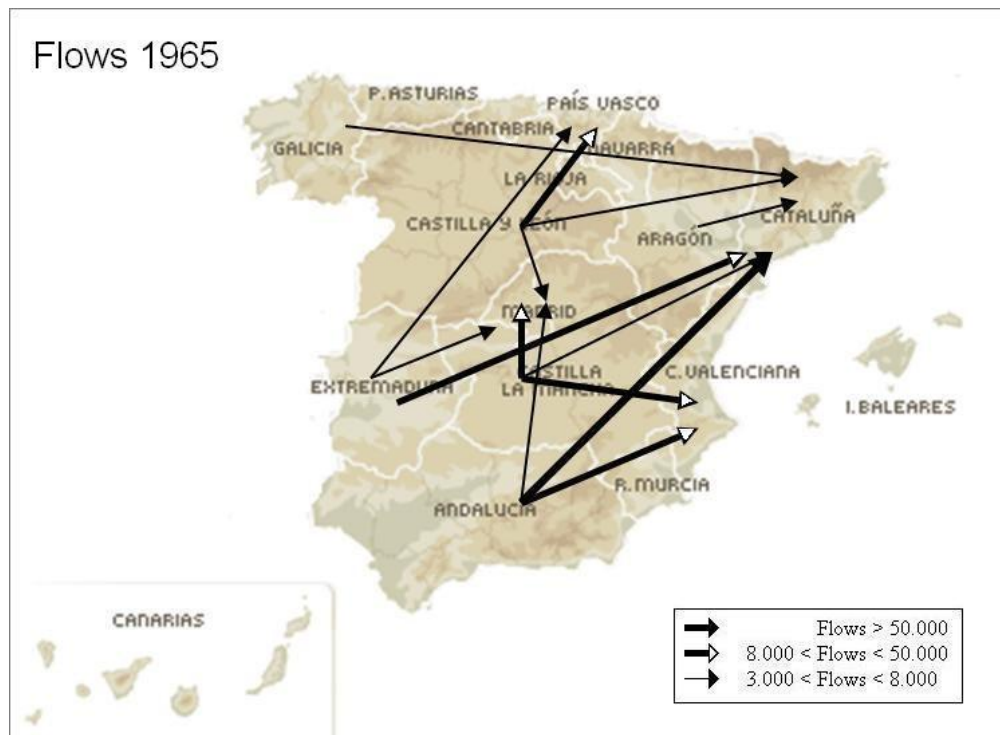 Flows 1965
P. ASTURIAS
PAÍS VASCO
CANTABRIA
GALICIA
NAVARRA
LA RIOJA
CASTILLA Y LEÓN
CATALUÑA
ARAGÓN
MADRID
EXTREMADURA
CASTILLA
LA MANCHA
C. VALENCIANA
I. BALEARES
R. MURCIA
ANDALUCÍA
CANARIAS
Flows > 50.000
8.000 < Flows < 50.000
3.000 < Flows < 8.000